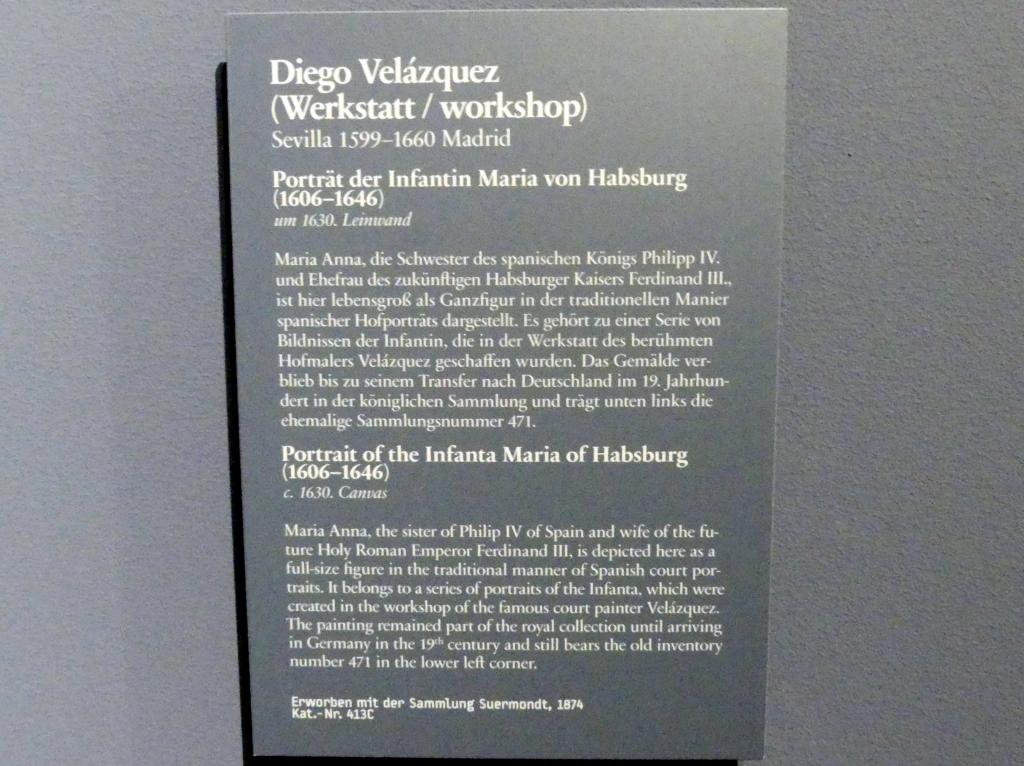 Diego Velázquez
(Werkstatt / workshop)
Sevilla 1599–1660 Madrid
Porträt der Infantin Maria von Habsburg
(1606–1646)
um 1630. Leinwand
Maria Anna, die Schwester des spanischen Königs Philipp IV.
und Ehefrau des zukünftigen Habsburger Kaisers Ferdinand III.,
ist hier lebensgroß als Ganzfigur in der traditionellen Manier
spanischer Hofporträts dargestellt. Es gehört zu einer Serie von
Bildnissen der Infantin, die in der Werkstatt des berühmten
Hofmalers Velázquez geschaffen wurden. Das Gemälde ver-
blieb bis zu seinem Transfer nach Deutschland im 19. Jahrhun-
dert in der königlichen Sammlung und trägt unten links die
ehemalige Sammlungsnummer 471.
Portrait of the Infanta Maria of Habsburg
(1606–1646)
c. 1630. Canvas
Maria Anna, the sister of Philip IV of Spain and wife of the fu-
ture Holy Roman Emperor Ferdinand III, is depicted here as a
full-size figure in the traditional manner of Spanish court por-
traits. It belongs to a series of portraits of the Infanta, which were
created in the workshop of the famous court painter Velázquez.
The painting remained part of the royal collection until arriving
in Germany in the 19th century and still bears the old inventory
number 471 in the lower left corner.
Erworben mit der Sammlung Suermondt, 1874
Kat.-Nr. 413C